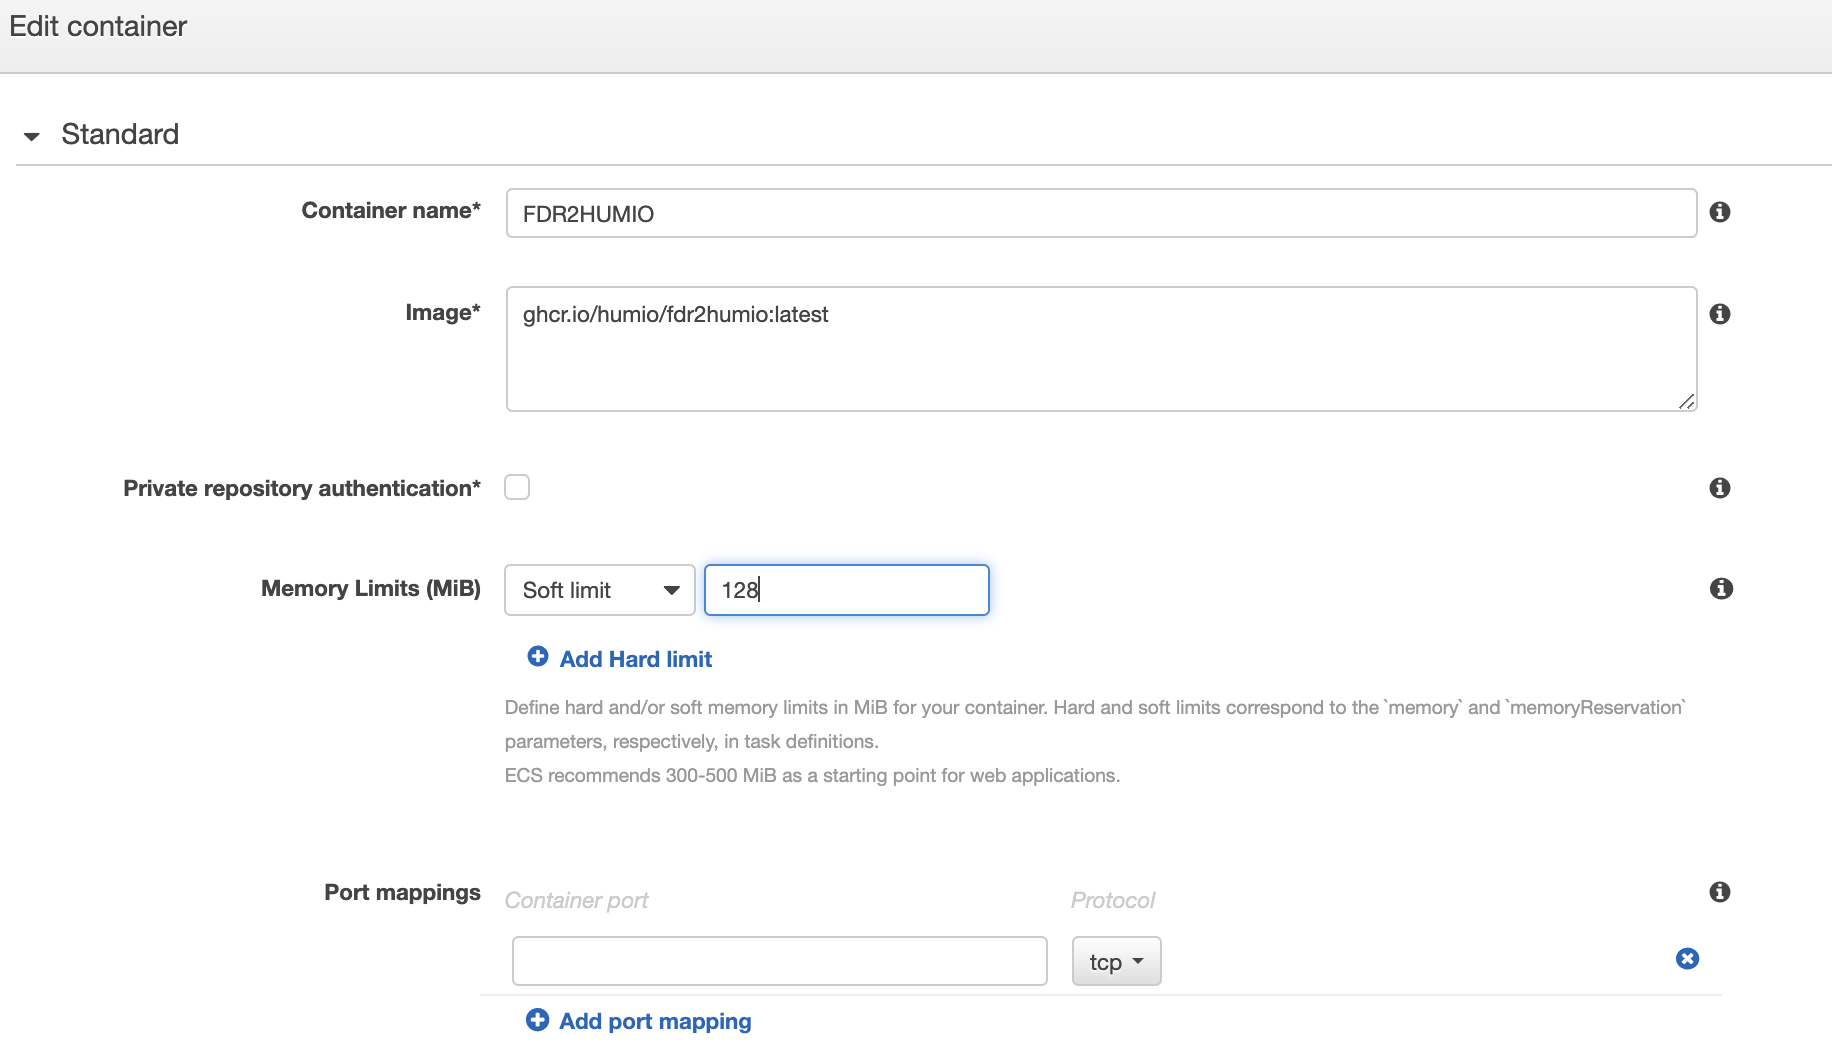 Edit container
Standard
Container name*
FDR2HUMIO
Image*
ghcr.io/humio/fdr2humio:latest
Private repository authentication*
Memory Limits (MiB)
Soft limit
128
Add Hard limit
Define hard and/or soft memory limits in MiB for your container. Hard and soft limits correspond to the `memory` and `memoryReservation`
parameters, respectively, in task definitions.
ECS recommends 300-500 MiB as a starting point for web applications.
Port mappings
Container port
Protocol
tcp
Add port mapping